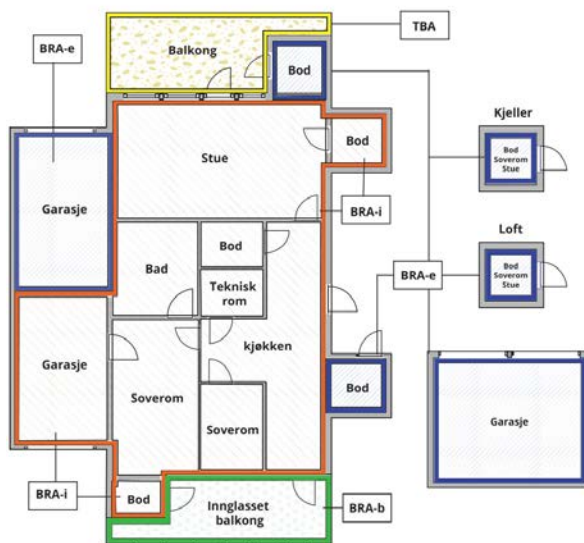 TBA
BRA-e
Balkong
Bod
Kjeller
Bod
Soverom
Stue
Stue
Bod
Garasje
BRA-i
Loft
Bod
Soverom
Stue
Bad
Bod
Teknisk
rom
BRA-e
kjøkken
Garasje
Soverom
Bod
Soverom
Garasje
BRA-i
Bod
Innglasset
balkong
BRA-b